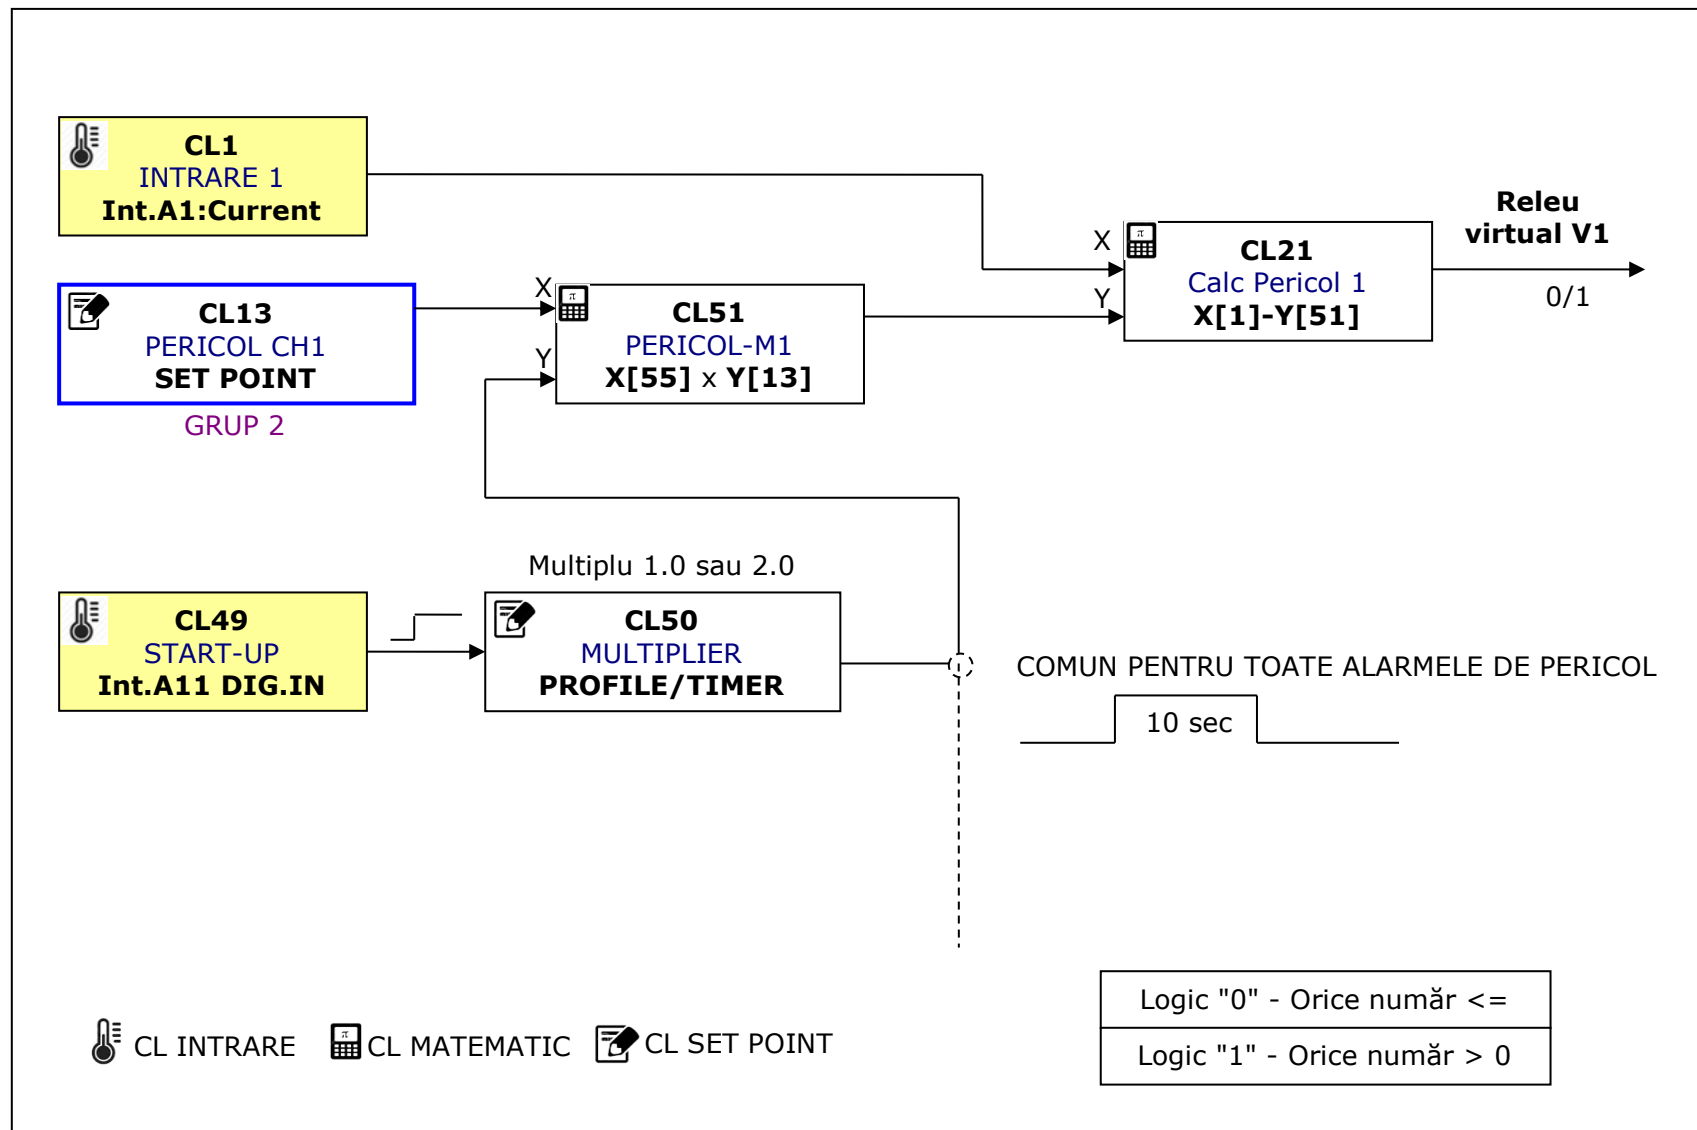 CL1
INTRARE 1
Int.A1:Current
Releu
virtual V1
0/1
X
Y
CL21
Calc Pericol 1
X[1]-Y[51]
CL13
PERICOL CH1
SET POINT
GRUP 2
X
Y
CL51
PERICOL-M1
X[55] x Y[13]
Multiplu 1.0 sau 2.0
CL49
START-UP
Int.A11 DIG.IN
CL50
MULTIPLIER
PROFILE/TIMER
COMUN PENTRU TOATE ALARMELE DE PERICOL
10 sec
Logic "0" - Orice număr <=
Logic "1" - Orice număr > 0
CL INTRARE
CL MATEMATIC
CL SET POINT